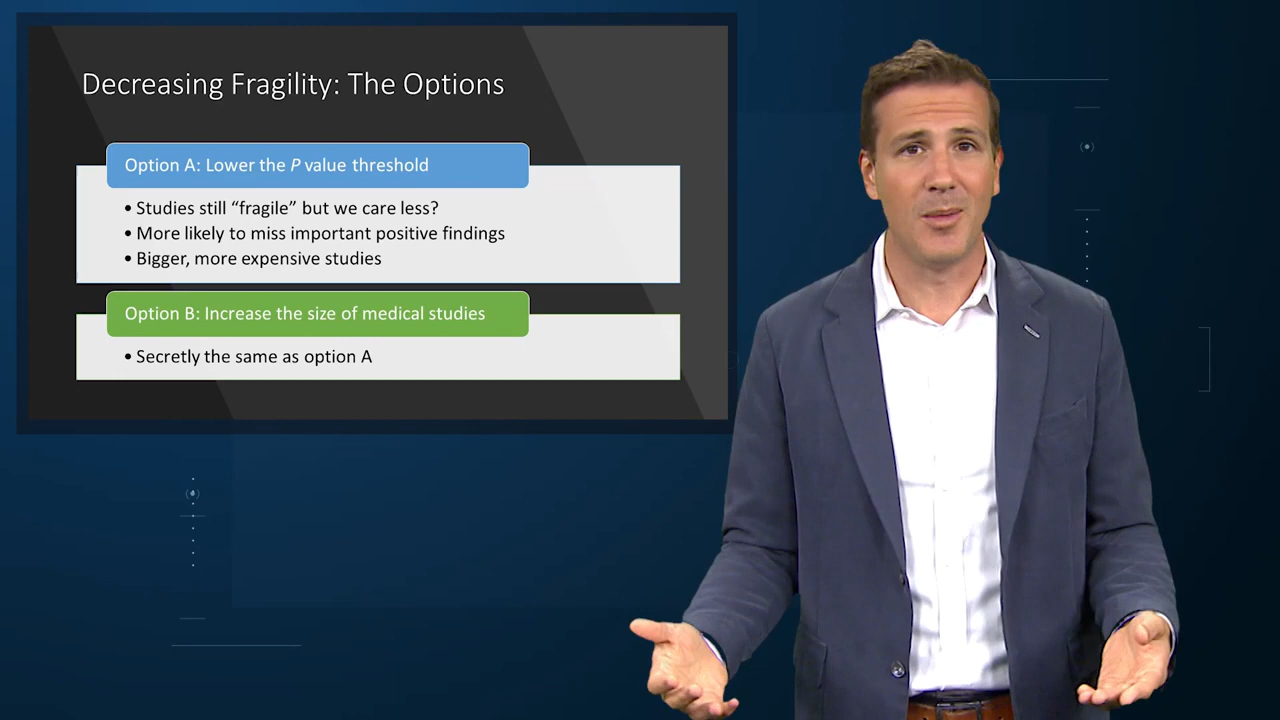 Decreasing Fragility: The Options
Option A: Lower the P value threshold
• Studies still “fragile” but we care less?
• More likely to miss important positive findings
• Bigger, more expensive studies
Option B: Increase the size of medical studies
• Secretly the same as option A